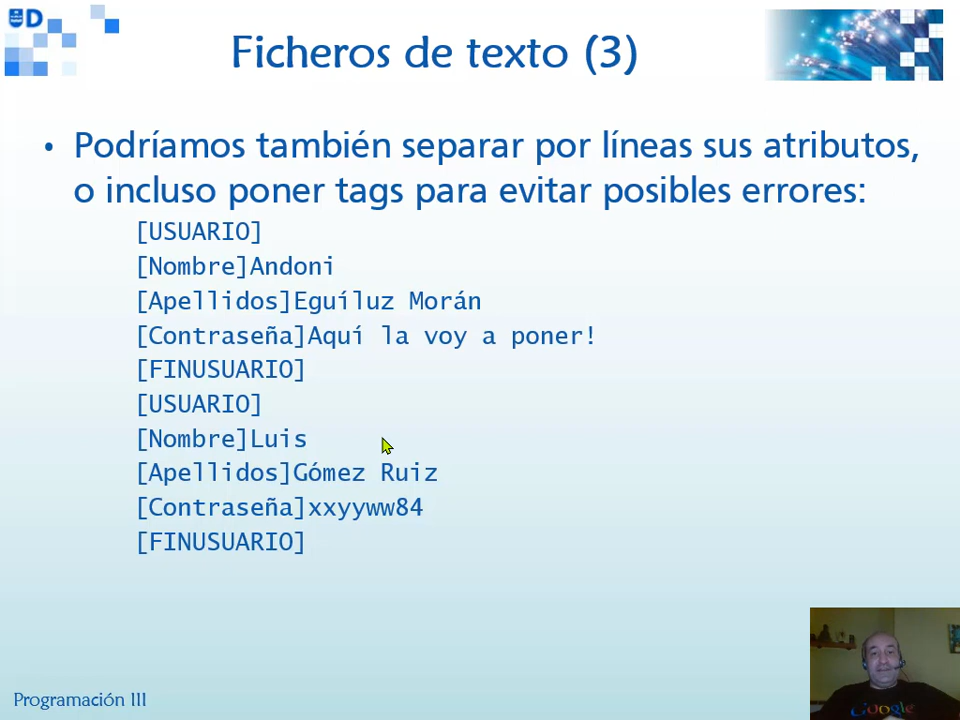 UD
Ficheros de texto (3)
• Podríamos también separar por líneas sus atributos,
o incluso poner tags para evitar posibles errores:
[USUARIO]
[Nombre]Andoni
[Apellidos]Eguíluz Morán
[Contraseña]Aquí la voy a poner!
[FINUSUARIO]
[USUARIO]
[Nombre]Luis
[Apellidos]Gómez Ruiz
[Contraseña]xxyyww84
[FINUSUARIO]
Programación III
Google